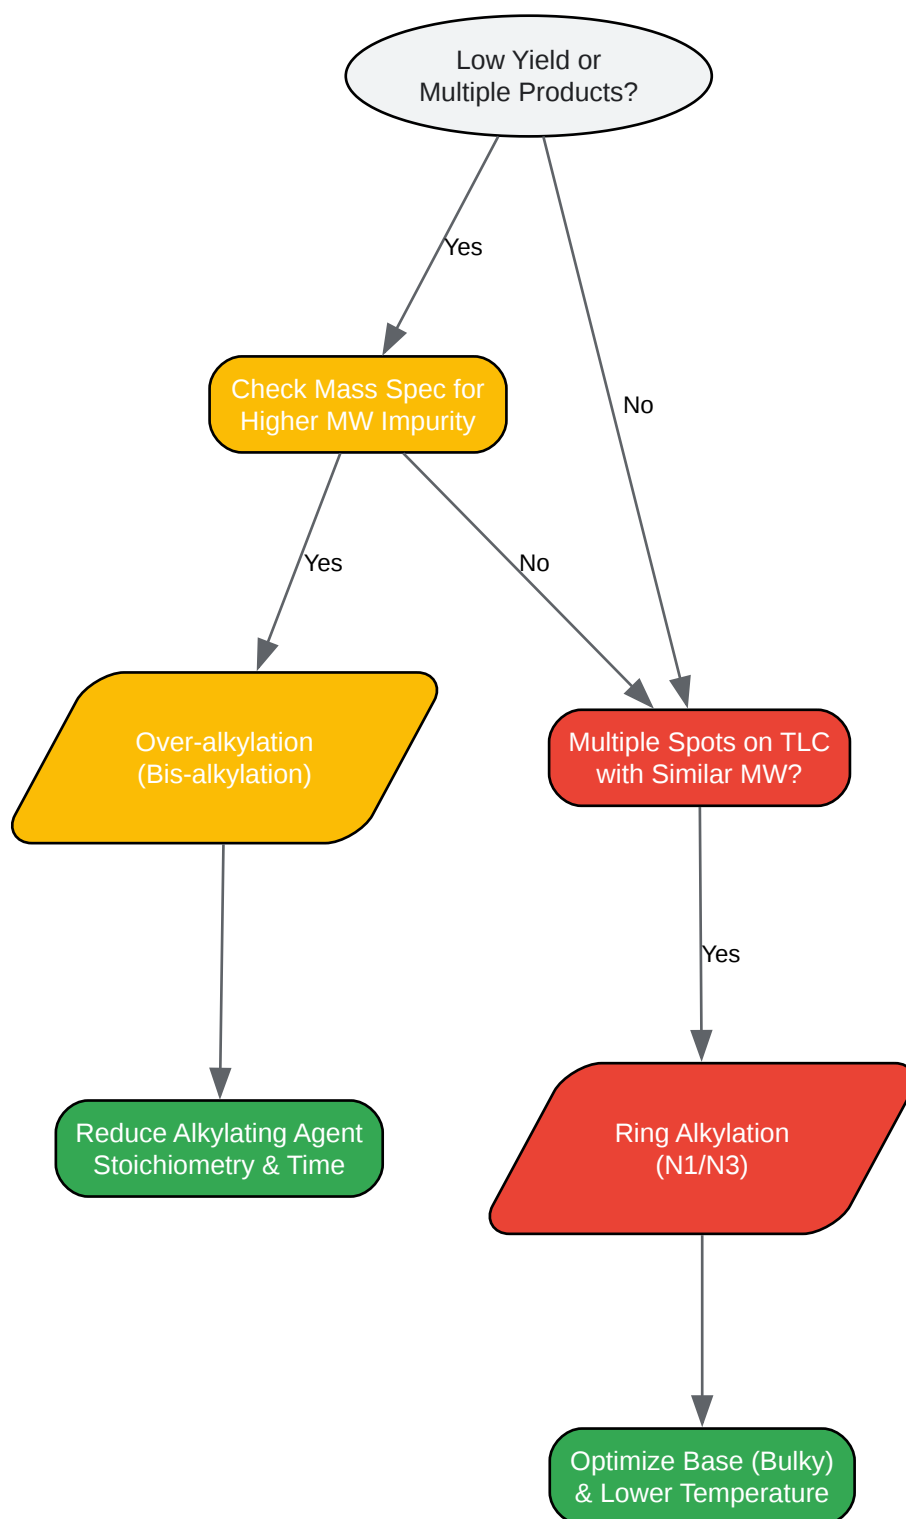 Low Yield or
Multiple Products?
Yes
No
Check Mass Spec for
Higher MW Impurity
Yes
No
Over-alkylation
(Bis-alkylation)
Multiple Spots on TLC
with Similar MW?
Yes
Reduce Alkylating Agent
Stoichiometry & Time
Ring Alkylation
(N1/N3)
Optimize Base (Bulky)
& Lower Temperature